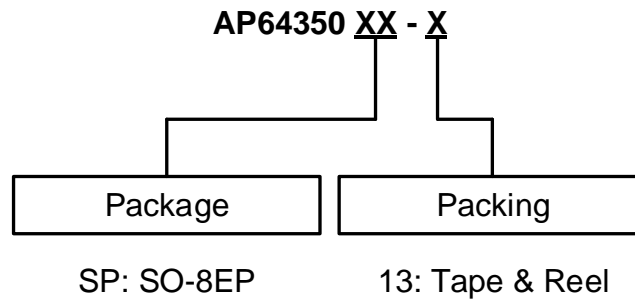 AP64350 XX - X
Package
Packing
SP: SO-8EP
13: Tape & Reel